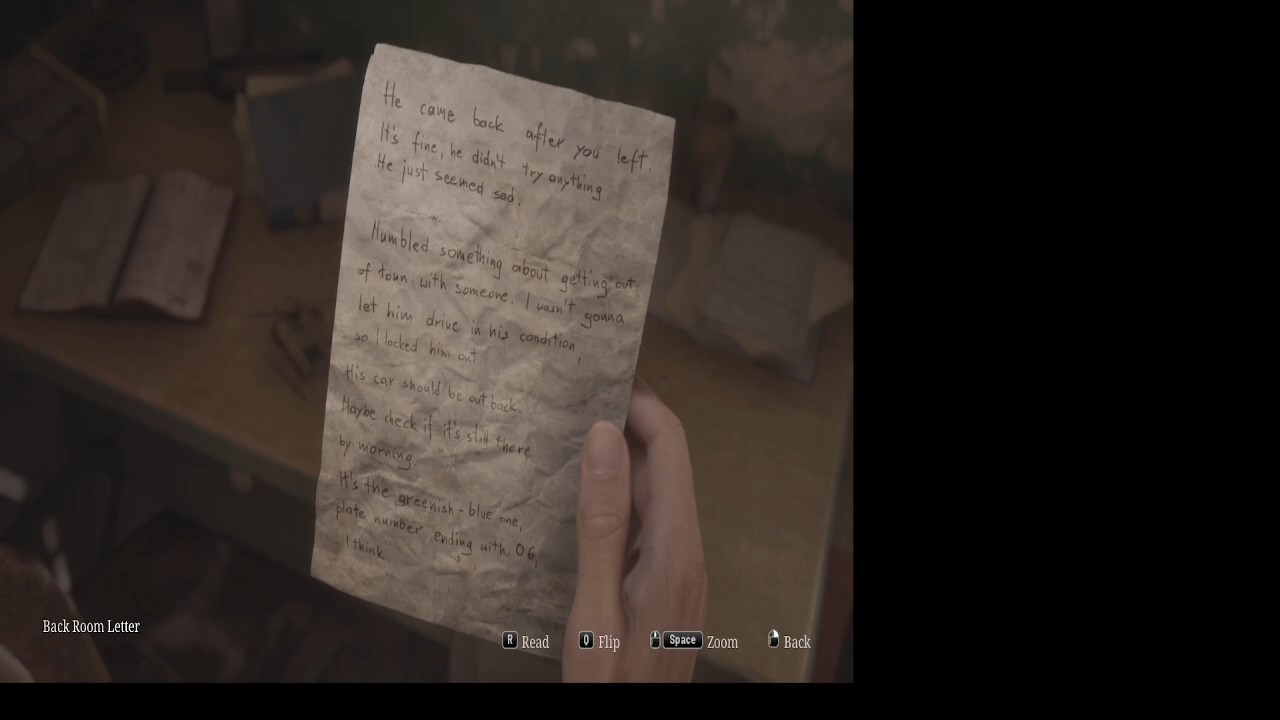 He came back after you left.
It's fine, he didn't try anything.
He just seemed sad.
Mumbled something about getting out
of town with someone. I wasn't gonna
let him drive in his condition,
so I locked him out.
His car should be out back.
Maybe check if it's still there
by morning.
It's the greenish-blue one,
plate number ending with 06,
I think.
Back Room Letter
R Read Q Flip Space Zoom Back